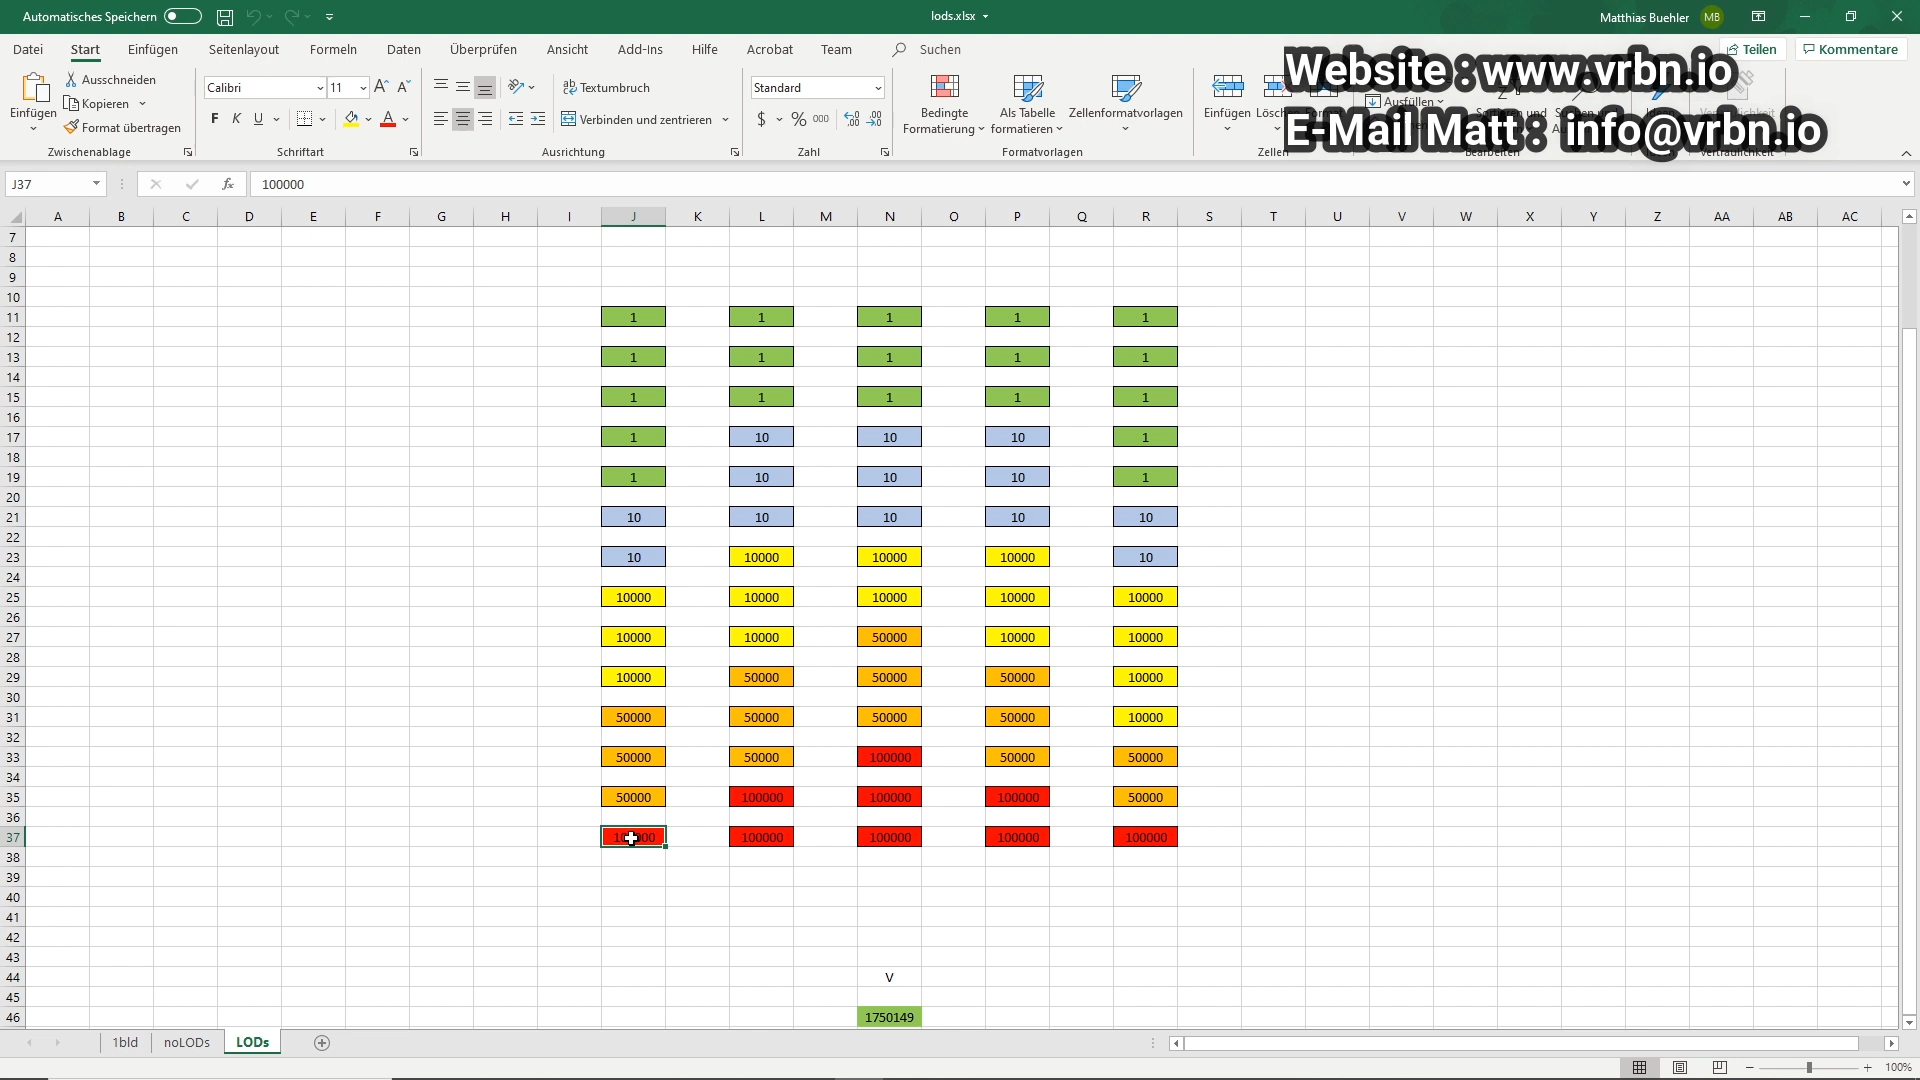 Automatisches Speichern
lods.xlsx
Matthias Buehler MB
Datei Start Einfügen Seitenlayout Formeln Daten Überprüfen Ansicht Add-Ins Hilfe Acrobat Team Suchen Teilen Kommentare
Website : www.vrbn.io
E-Mail Matt : info@vrbn.io
Einfügen
Ausschneiden
Kopieren
Format übertragen
Zwischenablage
Calibri 11
F K U
Schriftart
Textumbruch
Verbinden und zentrieren
Ausrichtung
Standard
$ % 000
Zahl
Bedingte Formatierung
Als Tabelle formatieren
Zellenformatvorlagen
Formatvorlagen
Einfügen
Zellen
Ausfüllen
J37 fx 100000
A B C D E F G H I J K L M N O P Q R S T U V W X Y Z AA AB AC
7
8
9
10
11 1 1 1 1 1
12
13 1 1 1 1 1
14
15 1 1 1 1 1
16
17 1 10 10 10 1
18
19 1 10 10 10 1
20
21 10 10 10 10 10
22
23 10 10000 10000 10000 10
24
25 10000 10000 10000 10000 10000
26
27 10000 10000 50000 10000 10000
28
29 10000 50000 50000 50000 10000
30
31 50000 50000 50000 50000 10000
32
33 50000 50000 100000 50000 50000
34
35 50000 100000 100000 100000 50000
36
37 100000 100000 100000 100000
38
39
40
41
42
43
44 V
45
46 1750149
1bld noLODs LODs
100%